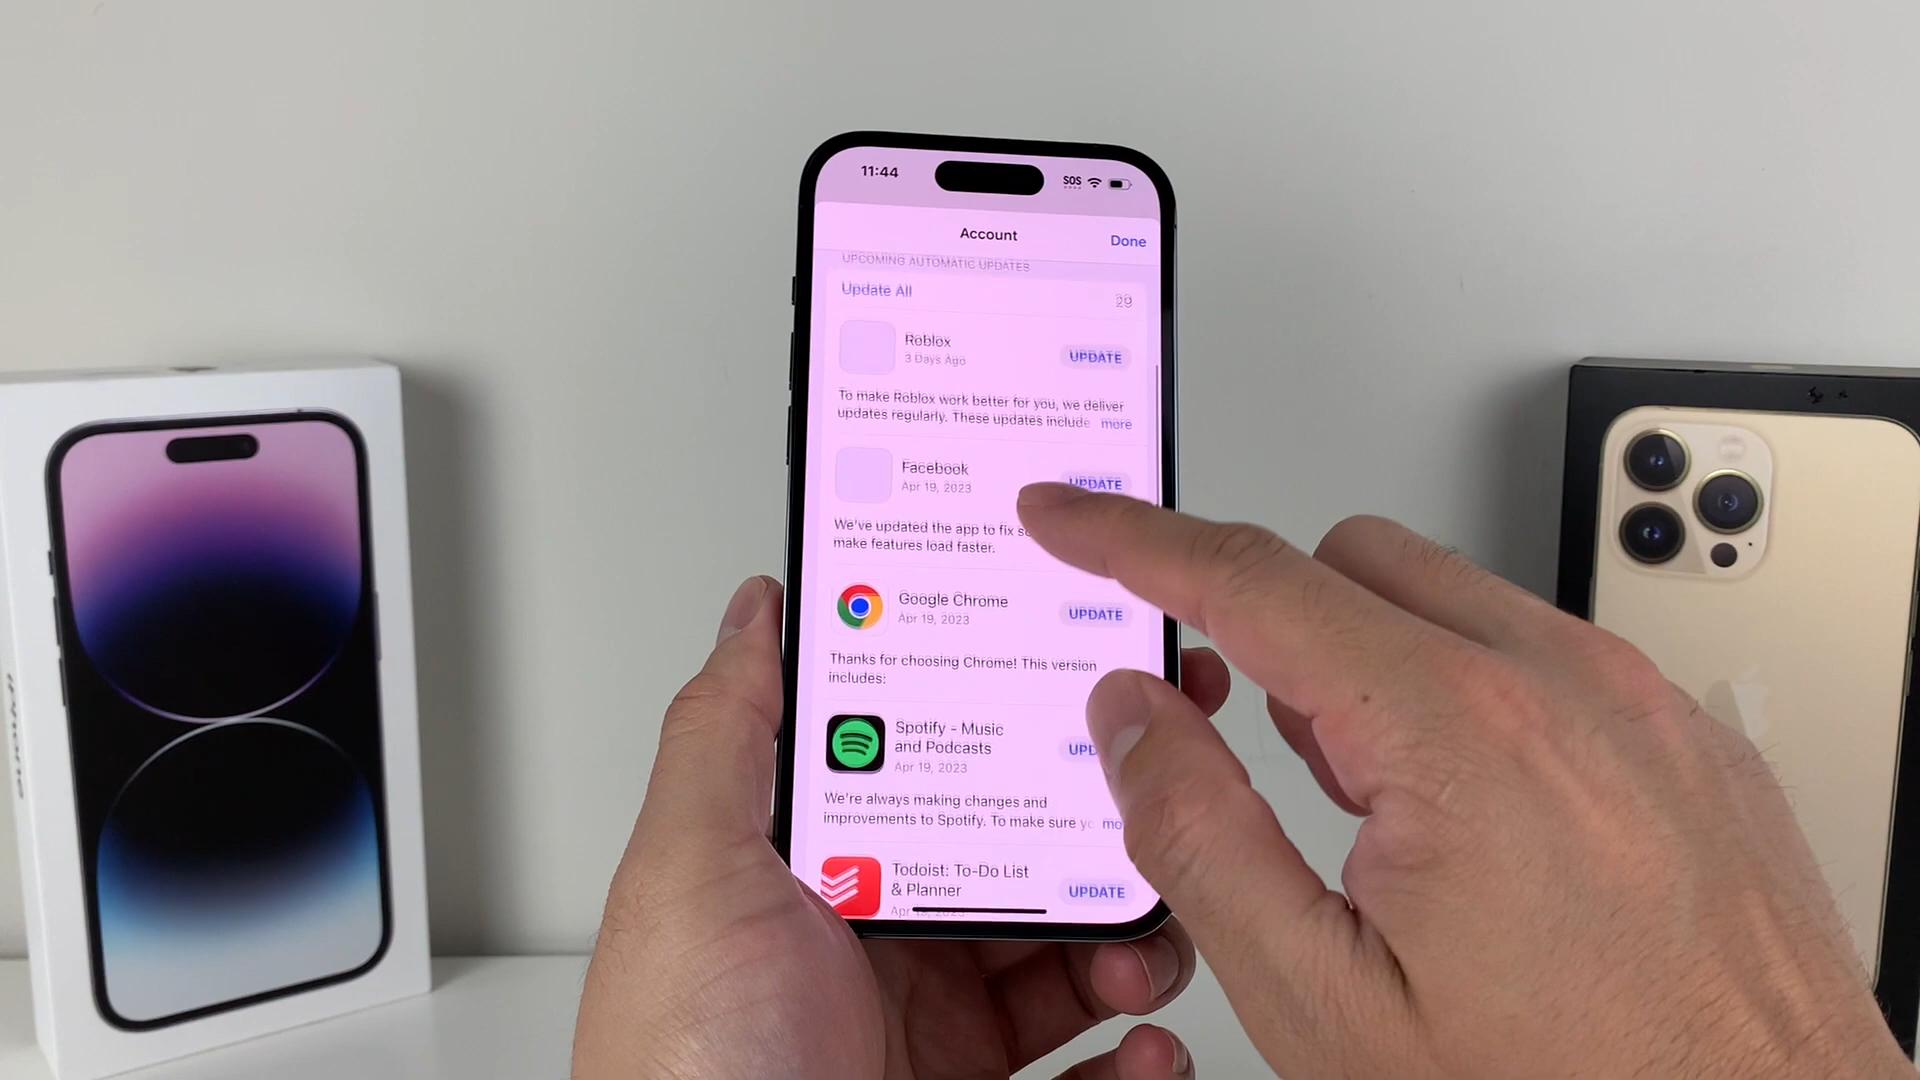 11:44
SOS
Account
Done
UPCOMING AUTOMATIC UPDATES
Update All
29
Roblox
3 Days Ago
UPDATE
To make Roblox work better for you, we deliver
updates regularly. These updates include more
Facebook
Apr 19, 2023
UPDATE
We've updated the app to fix
make features load faster.
Google Chrome
Apr 19, 2023
UPDATE
Thanks for choosing Chrome! This version
includes:
Spotify - Music
and Podcasts
Apr 19, 2023
We're always making changes and
improvements to Spotify. To make sure
Todoist: To-Do List
& Planner
UPDATE
Apr
iPhone